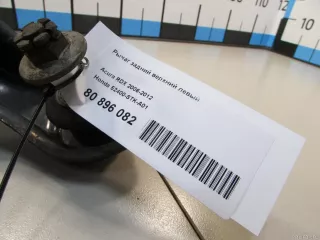 Рычаг задний верхний левый
Acura RDX 2006-2012
Honda 52400-STK-A01
80 896 082